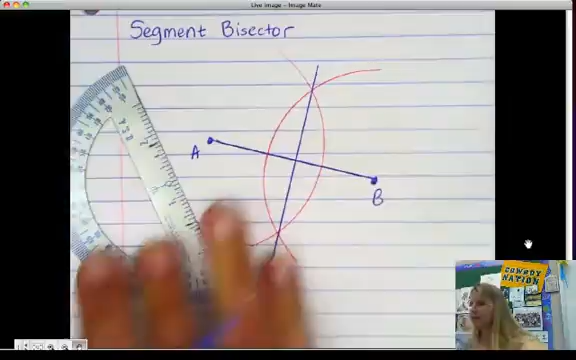 Live Image - Image Mate
Segment Bisector
A
B
COWBOY
NATION